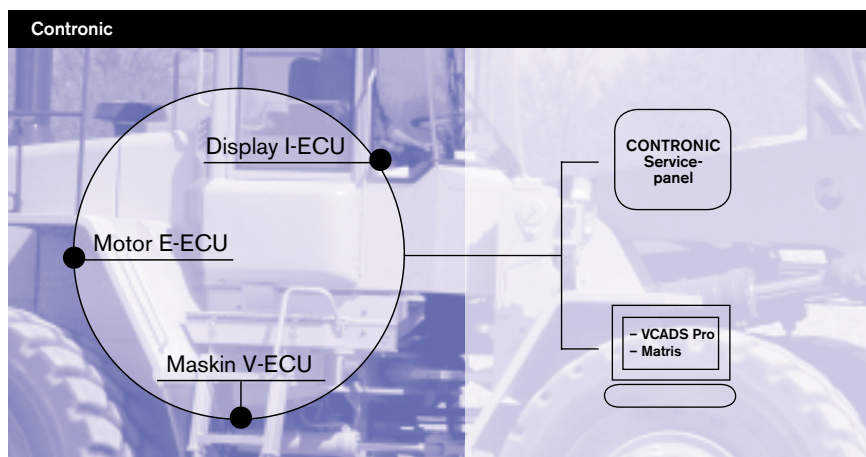 Contronic
Display I-ECU
Motor E-ECU
Maskin V-ECU
CONTRONIC
Service-
panel
– VCADS Pro
– Matris